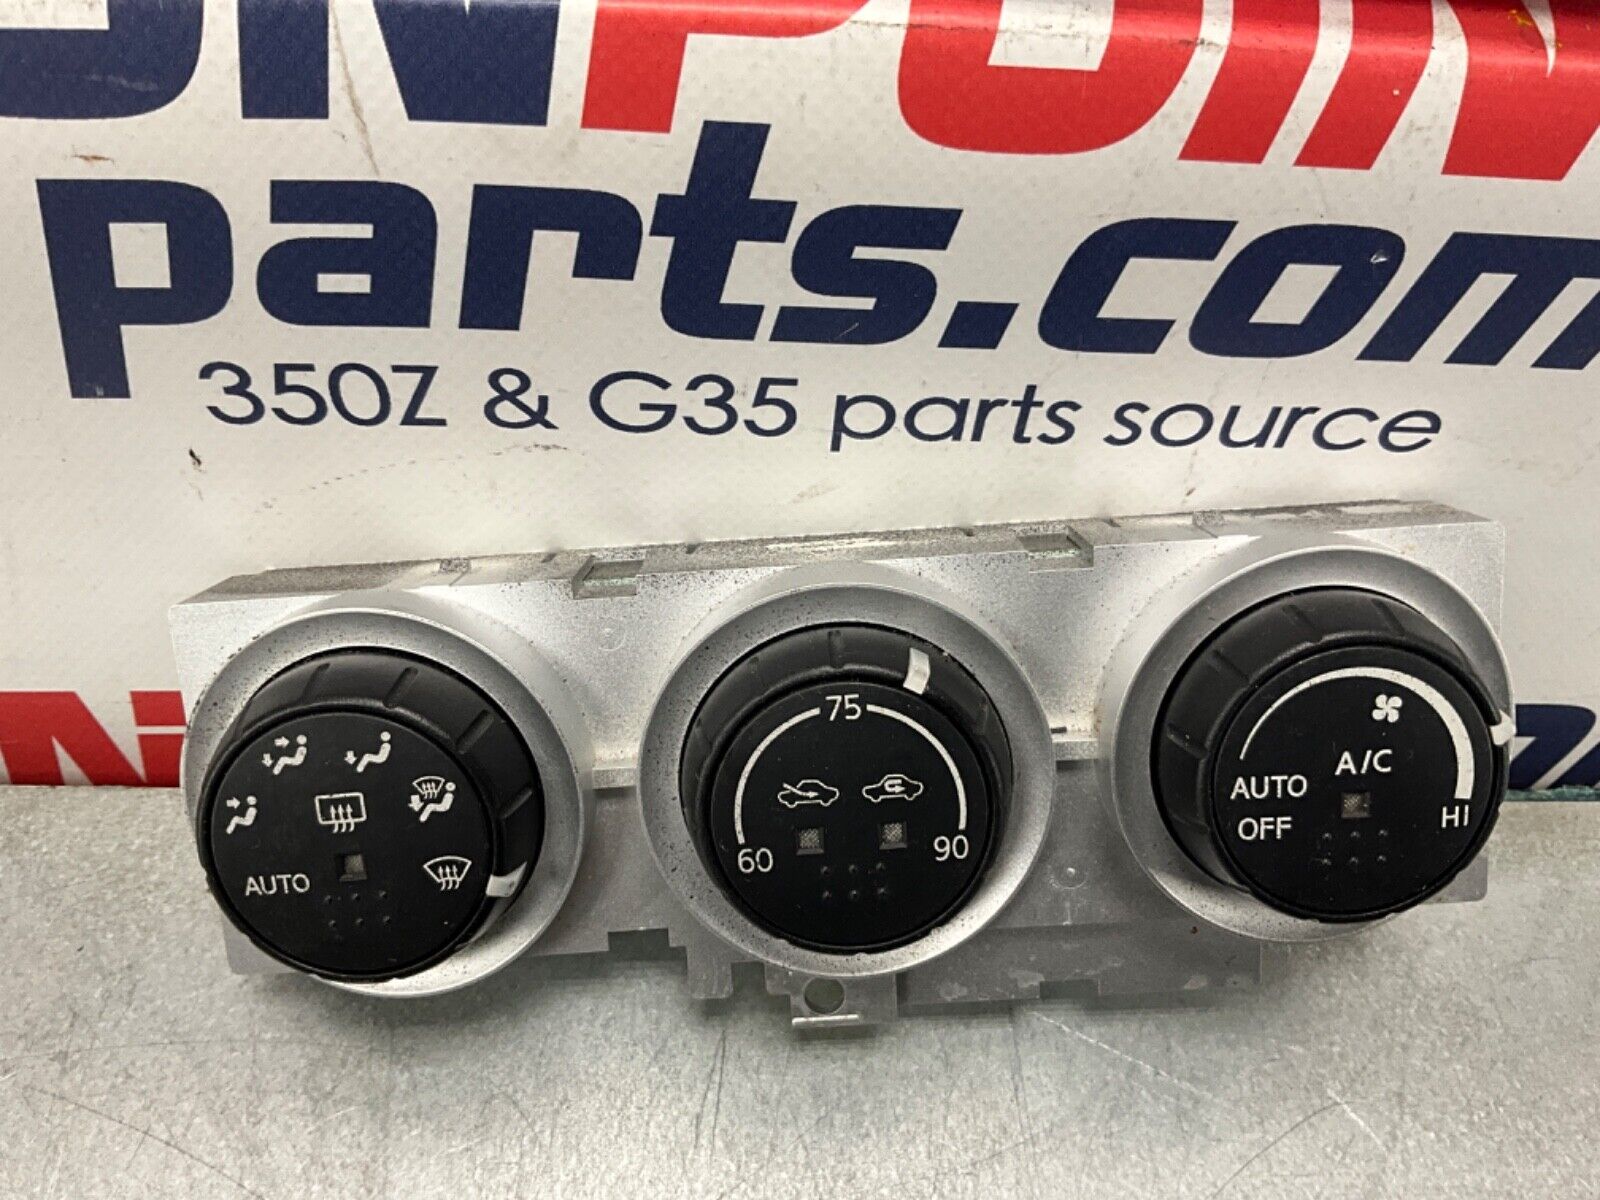 parts.com
350Z & G35 parts source
75
60
90
AUTO
A/C
AUTO
OFF
HI